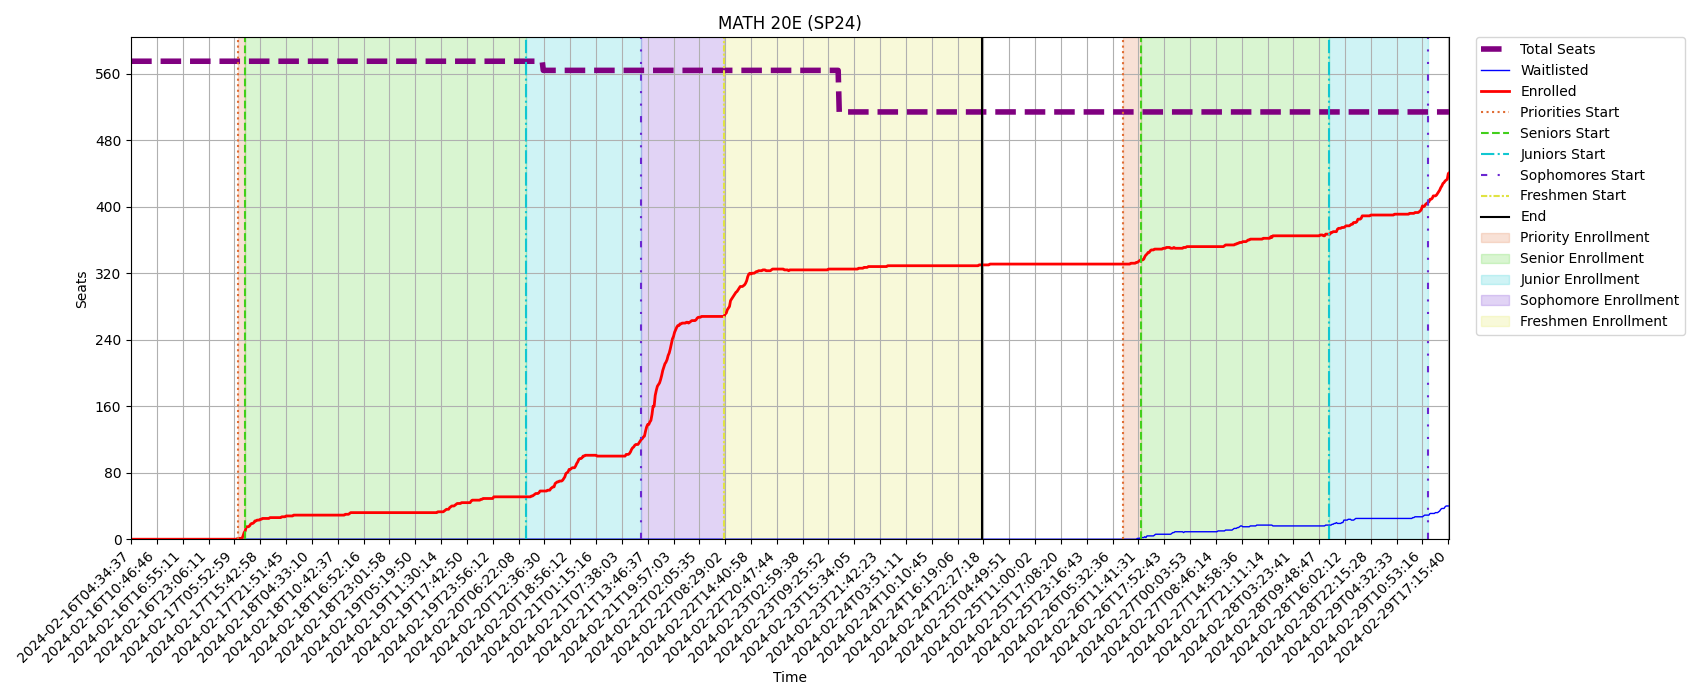 MATH 20E (SP24)
Seats
560
480
400
320
240
160
80
0
2024-02-16T04:34:37
2024-02-16T10:46:46
2024-02-16T16:55:11
2024-02-16T23:06:11
2024-02-17T05:52:59
2024-02-17T15:42:58
2024-02-17T21:51:45
2024-02-18T04:33:10
2024-02-18T10:42:37
2024-02-18T16:52:16
2024-02-18T23:01:58
2024-02-19T05:19:50
2024-02-19T11:30:14
2024-02-19T17:42:50
2024-02-19T23:56:12
2024-02-20T06:22:08
2024-02-20T12:36:30
2024-02-20T18:56:12
2024-02-21T01:15:16
2024-02-21T07:38:03
2024-02-21T13:46:37
2024-02-21T19:57:03
2024-02-22T02:05:35
2024-02-22T08:29:02
2024-02-22T14:40:58
2024-02-22T20:47:44
2024-02-23T02:59:38
2024-02-23T09:25:52
2024-02-23T15:34:05
2024-02-23T21:42:23
2024-02-24T03:51:11
2024-02-24T10:10:45
2024-02-24T16:19:06
2024-02-24T22:27:18
2024-02-25T04:49:51
2024-02-25T11:00:02
2024-02-25T17:08:20
2024-02-25T23:16:43
2024-02-26T05:32:36
2024-02-26T11:41:31
2024-02-26T17:52:43
2024-02-27T00:03:53
2024-02-27T08:46:14
2024-02-27T14:58:36
2024-02-27T21:11:14
2024-02-28T03:23:41
2024-02-28T09:48:47
2024-02-28T16:02:12
2024-02-28T22:15:28
2024-02-29T04:32:33
2024-02-29T10:53:16
2024-02-29T17:15:40
Time
Total Seats
Waitlisted
Enrolled
Priorities Start
Seniors Start
Juniors Start
Sophomores Start
Freshmen Start
End
Priority Enrollment
Senior Enrollment
Junior Enrollment
Sophomore Enrollment
Freshmen Enrollment